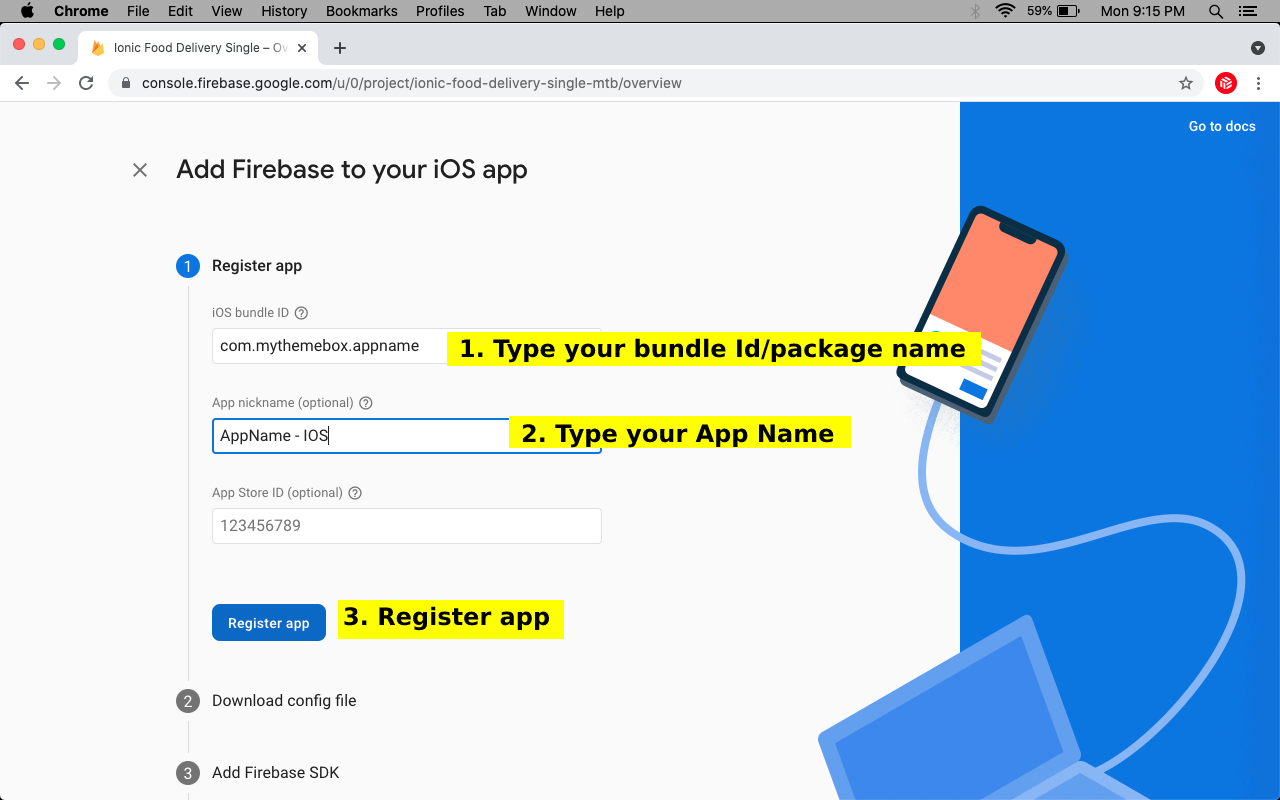 Chrome File Edit View History Bookmarks Profiles Tab Window Help 59% Mon 9:15 PM
Ionic Food Delivery Single – Ov
console.firebase.google.com/u/0/project/ionic-food-delivery-single-mtb/overview
Go to docs
Add Firebase to your iOS app
1 Register app
iOS bundle ID ?
com.mythemebox.appname
1. Type your bundle Id/package name
App nickname (optional) ?
AppName - IOS
2. Type your App Name
App Store ID (optional) ?
123456789
Register app
3. Register app
2 Download config file
3 Add Firebase SDK